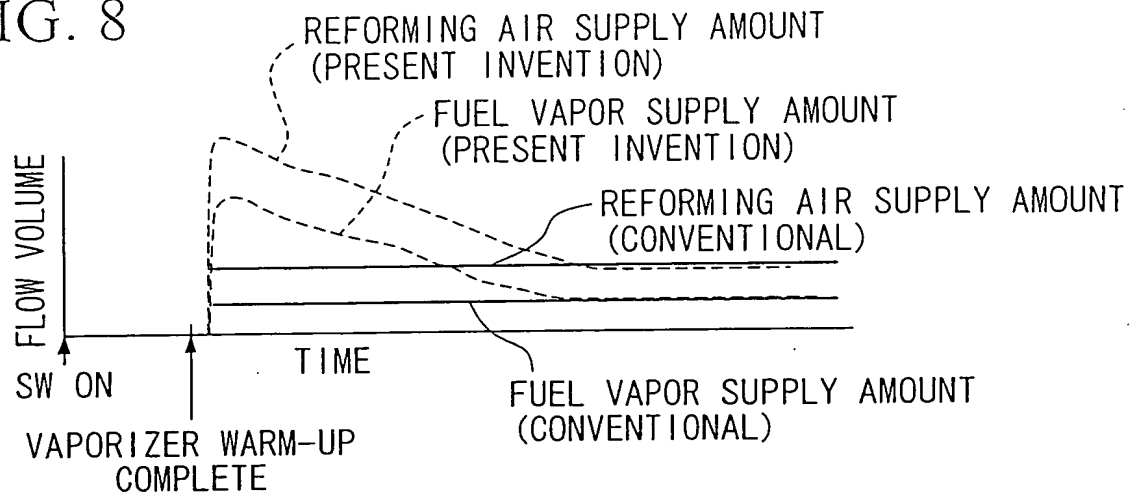 IG. 8
REFORMING AIR SUPPLY AMOUNT
(PRESENT INVENTION)
FUEL VAPOR SUPPLY AMOUNT
(PRESENT INVENTION)
REFORMING AIR SUPPLY AMOUNT
(CONVENTIONAL)
FLOW VOLUME
TIME
SW ON
FUEL VAPOR SUPPLY AMOUNT
(CONVENTIONAL)
VAPORIZER WARM-UP
COMPLETE